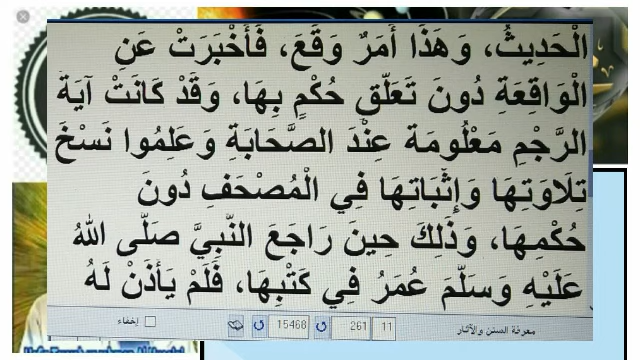 الْحَدِيثُ، وَهَذَا أَمَرٌ وَقَعَ، فَأَخْبَرَتْ عَنِ
الْوَاقِعَةِ دُونَ تَعَلُّقِ حُكْمٍ بِهَا، وَقَدْ كَانَتْ آيَةُ
الرَّجْمِ مَعْلُومَةً عِنْدَ الصَّحَابَةِ وَعَلِمُوا نَسْخَ
تِلَاوَتِهَا وَإِثْبَاتِهَا فِي الْمُصْحَفِ دُونَ
حُكْمِهَا، وَذَلِكَ حِينَ رَاجَعَ النَّبِيَّ صَلَّى اللهُ
عَلَيْهِ وَسَلَّمَ عُمَرُ فِي كَتْبِهَا، فَلَمْ يَأْذَنْ لَهُ
معرفة السنن والآثار 11 261 15468 إخفاء